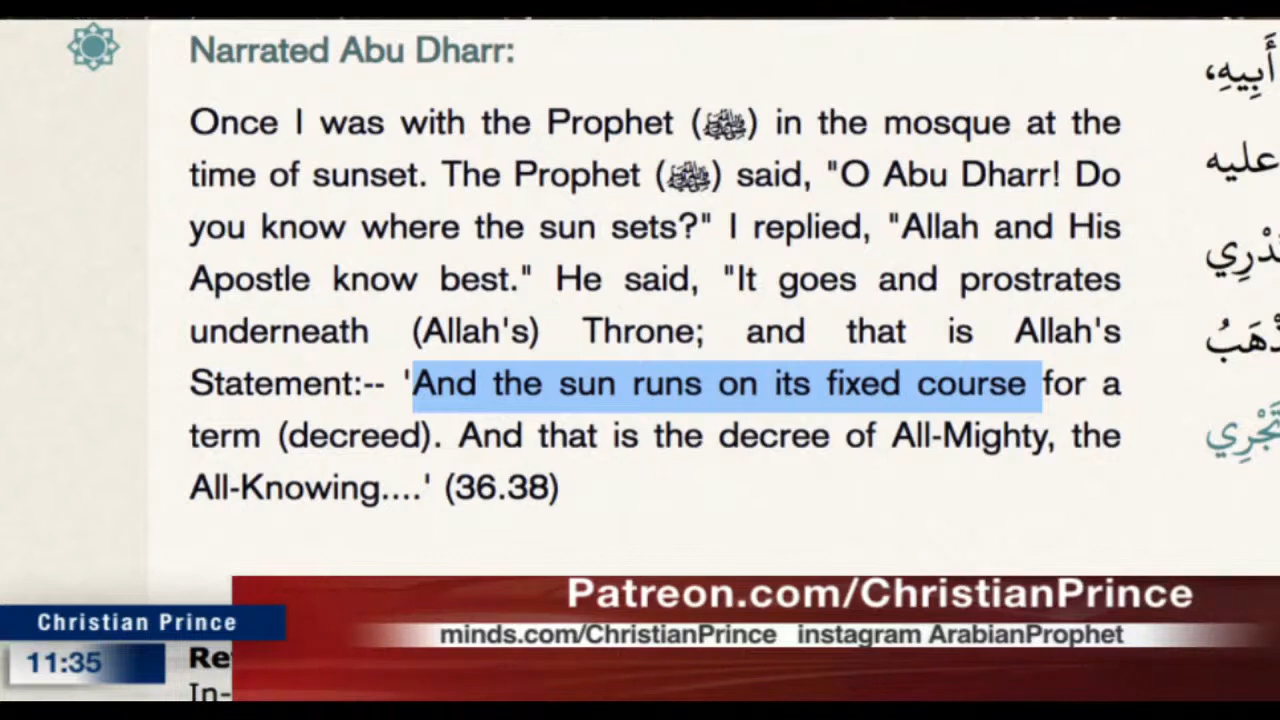 Narrated Abu Dharr:
Once I was with the Prophet (ﷺ) in the mosque at the
time of sunset. The Prophet (ﷺ) said, "O Abu Dharr! Do
you know where the sun sets?" I replied, "Allah and His
Apostle know best." He said, "It goes and prostrates
underneath (Allah's) Throne; and that is Allah's
Statement:-- 'And the sun runs on its fixed course for a
term (decreed). And that is the decree of All-Mighty, the
All-Knowing....' (36.38)
أَبِيهِ،
عليه
تَجْرِي
Patreon.com/ChristianPrince
Christian Prince
minds.com/ChristianPrince instagram ArabianProphet
11:35
Re
In-